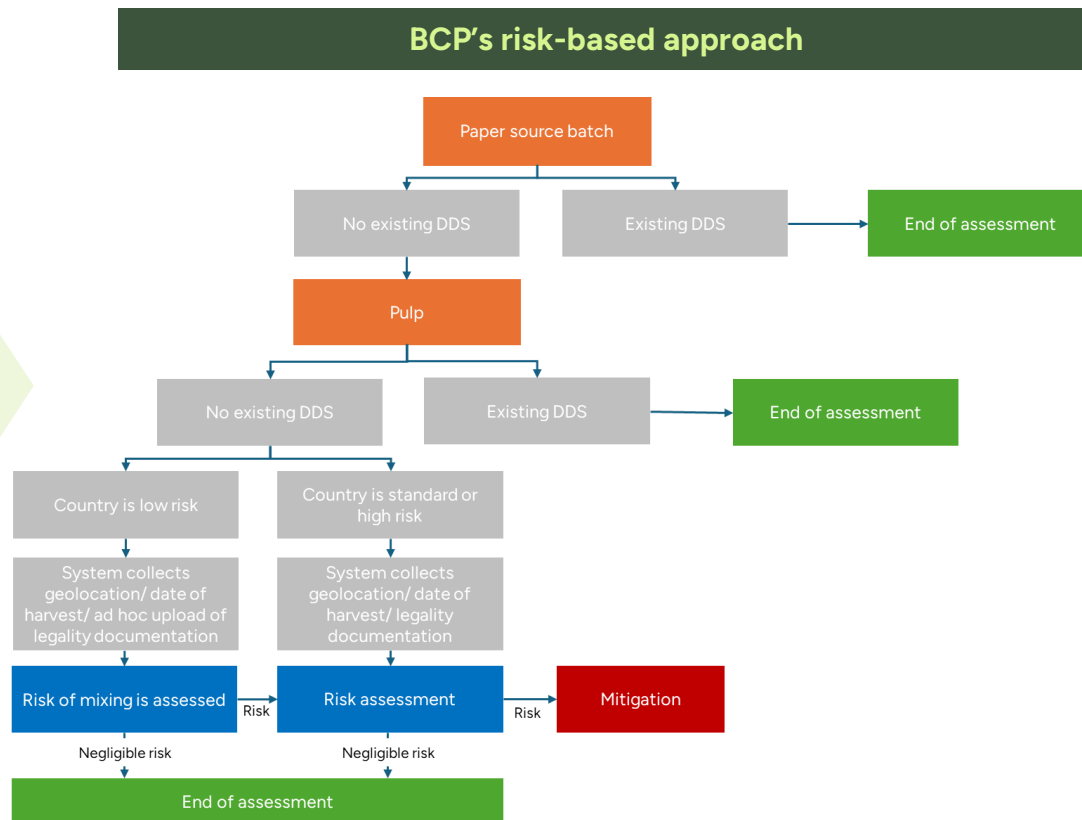 BCP's risk-based approach
Paper source batch
No existing DDS
Existing DDS
End of assessment
Pulp
No existing DDS
Existing DDS
End of assessment
Country is low risk
Country is standard or
high risk
System collects
geolocation/ date of
harvest/ ad hoc upload of
legality documentation
System collects
geolocation/ date of
harvest/ legality
documentation
Risk of mixing is assessed
Risk
Risk assessment
Risk
Mitigation
Negligible risk
Negligible risk
End of assessment